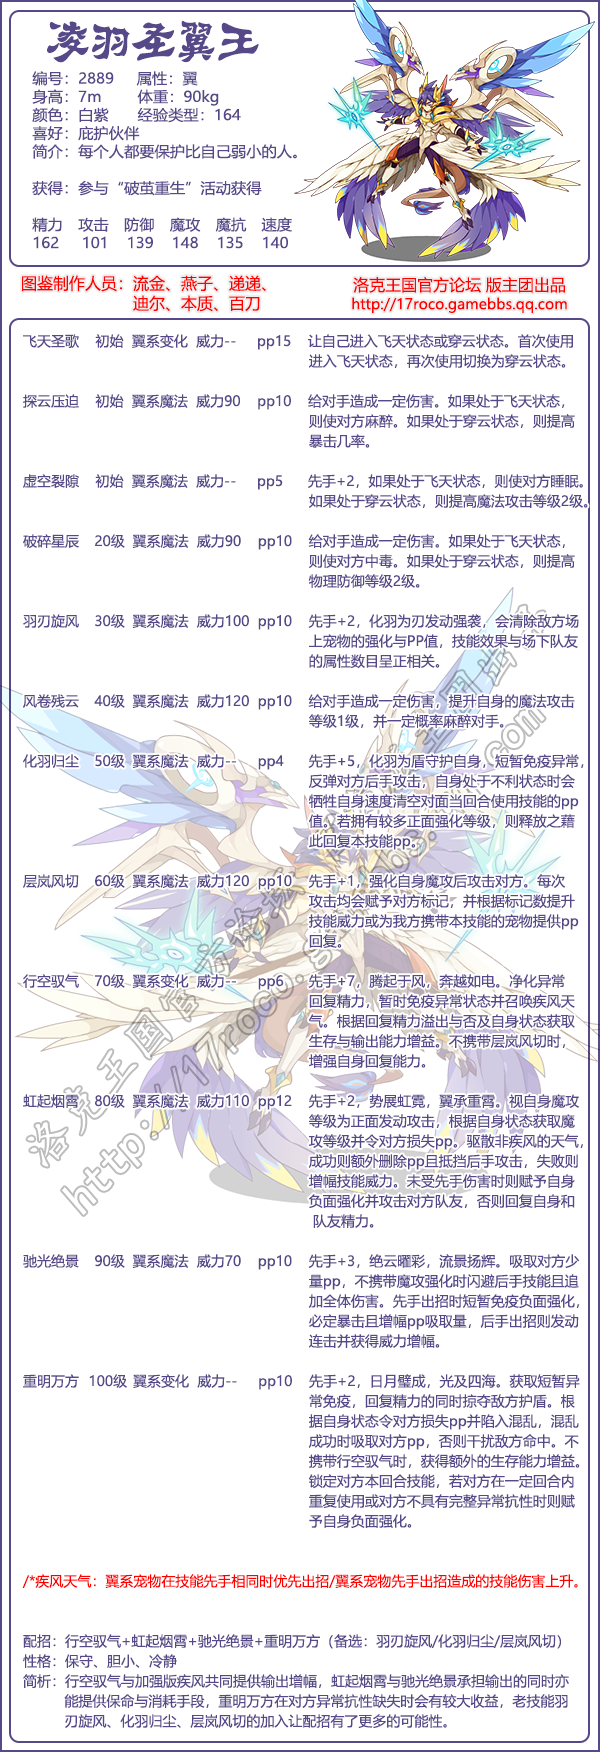 凌羽圣翼王
编号：2889 属性：翼
身高：7m 体重：90kg
颜色：白紫 经验类型：164
喜好：庇护伙伴
简介：每个人都要保护比自己弱小的人。
获得：参与“破茧重生”活动获得
精力 攻击 防御 魔攻 魔抗 速度
162 101 139 148 135 140
图鉴制作人员：流金、燕子、递递、
迪尔、本质、百刀
洛克王国官方论坛 版主团出品
http://17roco.gamebbs.qq.com
飞天圣歌 初始 翼系变化 威力-- pp15 让自己进入飞天状态或穿云状态。首次使用
进入飞天状态，再次使用切换为穿云状态。
探云压迫 初始 翼系魔法 威力90 pp10 给对手造成一定伤害。如果处于飞天状态，
则使对方麻醉。如果处于穿云状态，则提高
暴击几率。
虚空裂隙 初始 翼系魔法 威力-- pp5 先手+2，如果处于飞天状态，则使对方睡眠。
如果处于穿云状态，则提高魔法攻击等级2级。
破碎星辰 20级 翼系魔法 威力90 pp10 给对手造成一定伤害。如果处于飞天状态，
则使对方中毒。如果处于穿云状态，则提高
物理防御等级2级。
羽刃旋风 30级 翼系魔法 威力100 pp10 先手+2，化羽为刃发动强袭，会清除敌方场
上宠物的强化与PP值，技能效果与场下队友
的属性数目呈正相关。
风卷残云 40级 翼系魔法 威力120 pp10 给对手造成一定伤害，提升自身的魔法攻击
等级1级，并一定概率麻醉对手。
化羽归尘 50级 翼系魔法 威力-- pp4 先手+5，化羽为盾守护自身，短暂免疫异常，
反弹对方后手攻击，自身处于不利状态时会
牺牲自身速度清空对面当回合使用技能的pp
值。若拥有较多正面强化等级，则释放之藉
此回复本技能pp。
层岚风切 60级 翼系魔法 威力120 pp10 先手+1，强化自身魔攻后攻击对方。每次
攻击均会赋予对方标记，并根据标记数提升
技能威力或为我方携带本技能的宠物提供pp
回复。
行空驭气 70级 翼系变化 威力-- pp6 先手+7，腾起于风，奔越如电。净化异常
回复精力，暂时免疫异常状态并召唤疾风天
气。根据回复精力溢出与否及自身状态获取
生存与输出能力增益。不携带层岚风切时，
增强自身回复能力。
虹起烟霄 80级 翼系魔法 威力110 pp12 先手+2，势展虹霓，翼承重霄。视自身魔攻
等级为正面发动攻击，根据自身状态获取魔
攻等级并令对方损失pp。驱散非疾风的天气，
成功则额外删除pp且抵挡后手攻击，失败则
增幅技能威力。未受先手伤害时则赋予自身
负面强化并攻击对方队友，否则回复自身和
队友精力。
驰光绝景 90级 翼系魔法 威力70 pp10 先手+3，绝云曜彩，流景扬辉。吸取对方少
量pp，不携带魔攻强化时闪避后手技能且追
加全体伤害。先手出招时短暂免疫负面强化，
必定暴击且增幅pp吸取量，后手出招则发动
连击并获得威力增幅。
重明万方 100级 翼系变化 威力-- pp10 先手+2，日月璧成，光及四海。获取短暂异
常免疫，回复精力的同时掠夺敌方护盾。根
据自身状态令对方损失pp并陷入混乱，混乱
成功时吸取对方pp，否则干扰敌方命中。不
携带行空驭气时，获得额外的生存能力增益。
锁定对方本回合技能，若对方在一定回合内
重复使用或对方不具有完整异常抗性时则赋
予自身负面强化。
/*疾风天气：翼系宠物在技能先手相同时优先出招/翼系宠物先手出招造成的技能伤害上升。
配招：行空驭气+虹起烟霄+驰光绝景+重明万方（备选：羽刃旋风/化羽归尘/层岚风切）
性格：保守、胆小、冷静
简析：行空驭气与加强版疾风共同提供输出增幅，虹起烟霄与驰光绝景承担输出的同时亦
能提供保命与消耗手段，重明万方在对方异常抗性缺失时会有较大收益，老技能羽
刃旋风、化羽归尘、层岚风切的加入让配招有了更多的可能性。
洛克王国官方论坛版主团出品
http://17roco.gamebbs.qq.com